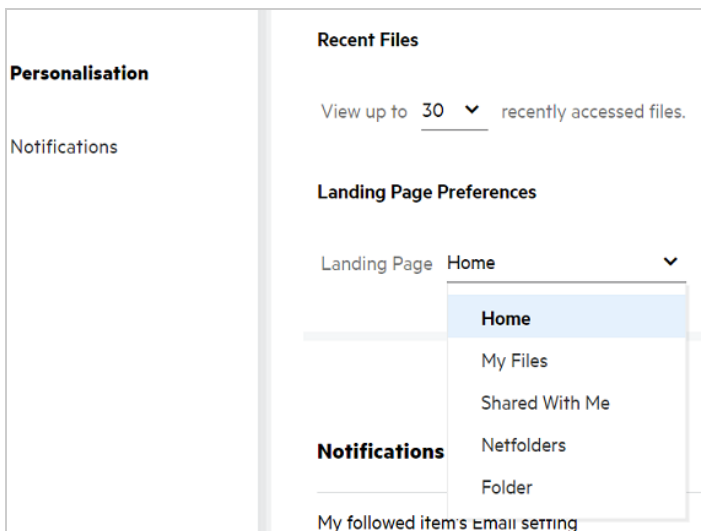 Personalisation
Notifications
Recent Files
View up to 30 recently accessed files.
Landing Page Preferences
Landing Page Home
Home
My Files
Shared With Me
Netfolders
Folder
Notifications
My followed item's Email setting